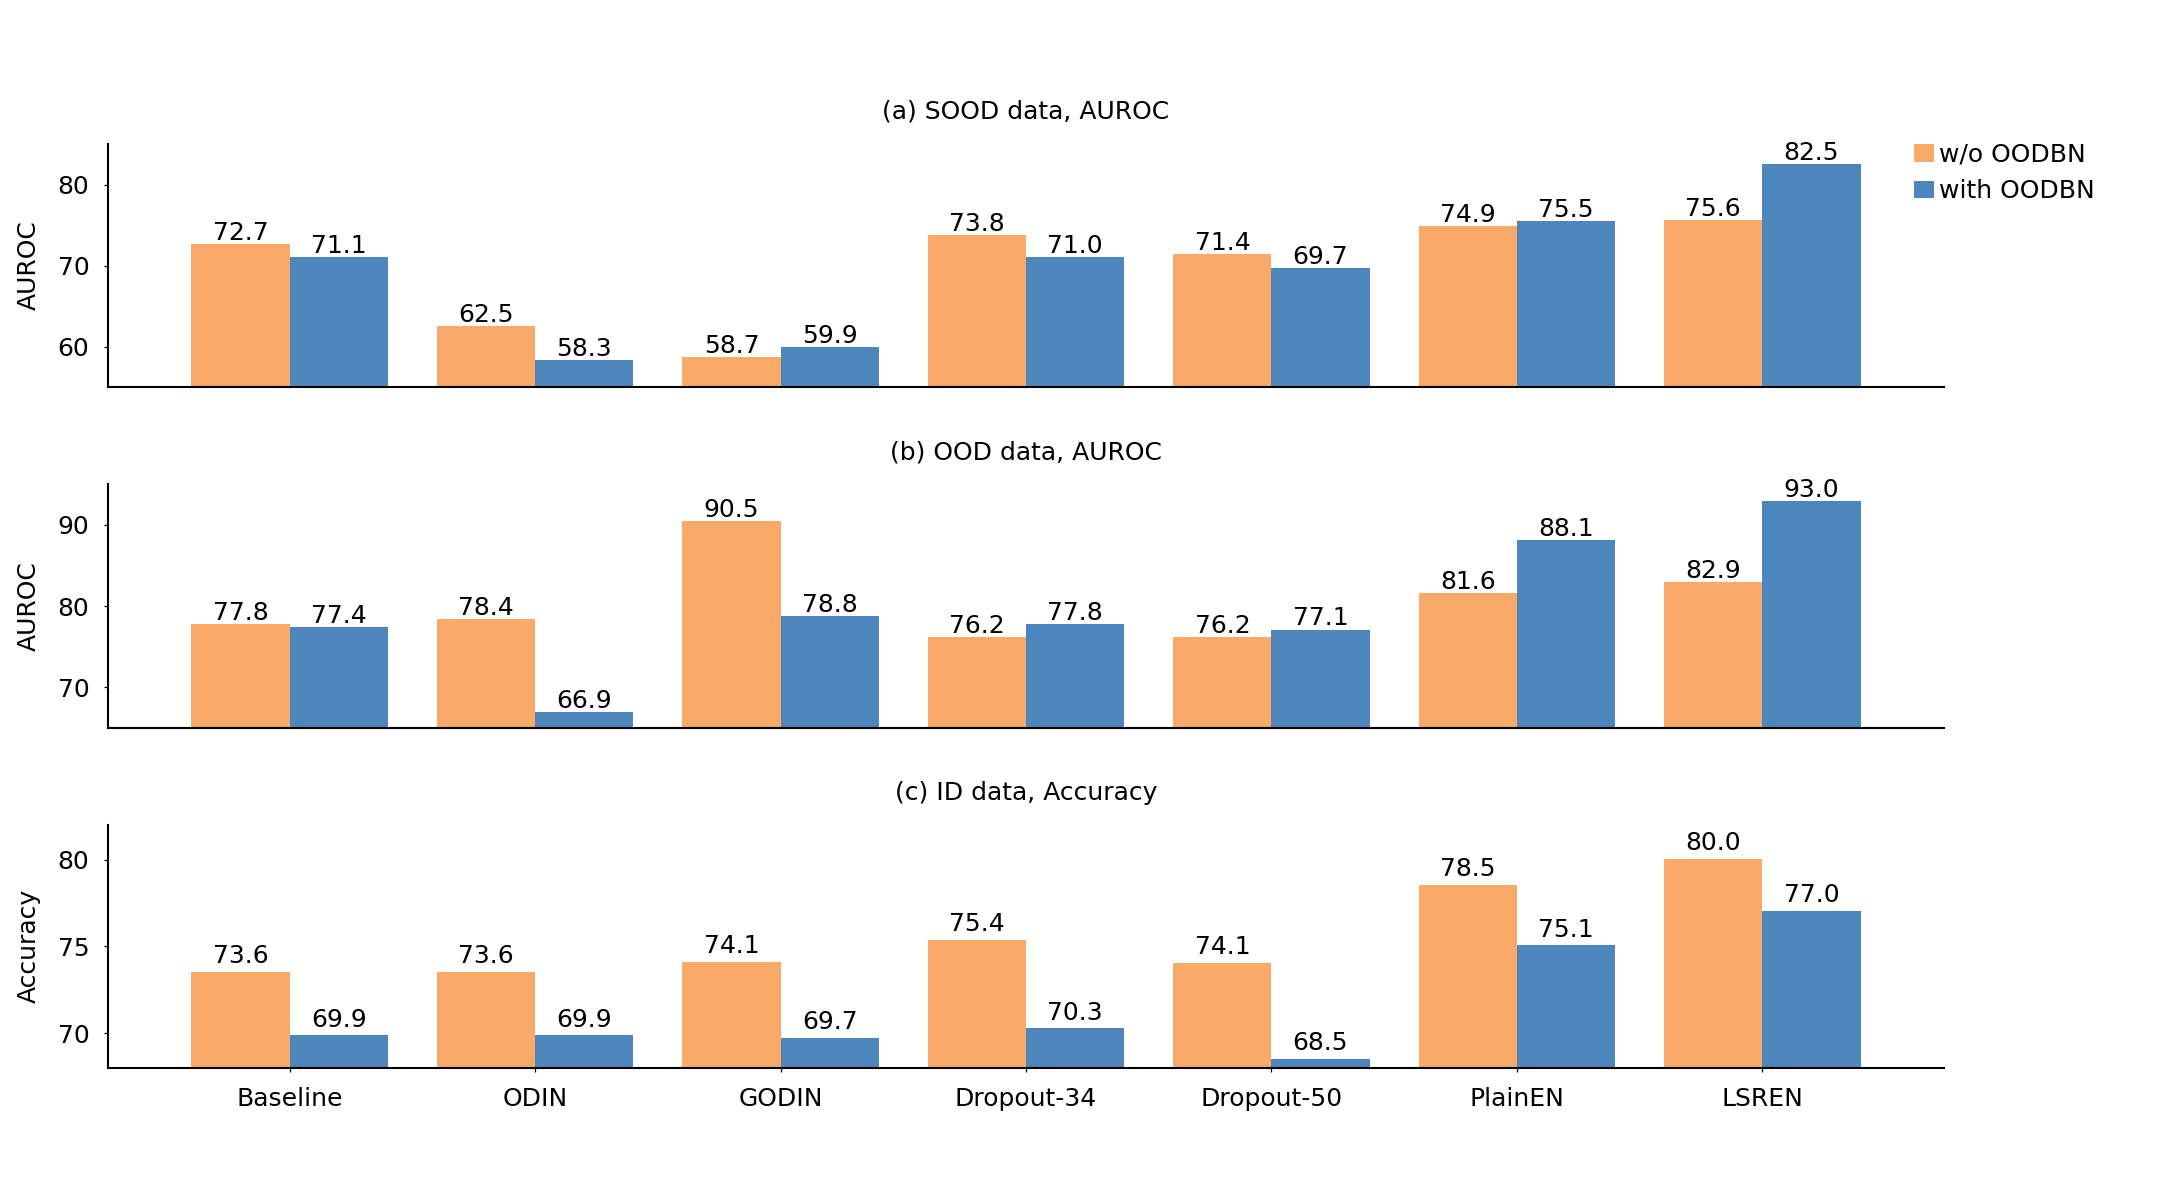 (a) SOOD data, AUROC
w/o OODBN
with OODBN
AUROC
80
70
60
72.7 71.1 62.5 58.3 58.7 59.9 73.8 71.0 71.4 69.7 74.9 75.5 75.6 82.5
(b) OOD data, AUROC
AUROC
90
80
70
77.8 77.4 78.4 66.9 90.5 78.8 76.2 77.8 76.2 77.1 81.6 88.1 82.9 93.0
(c) ID data, Accuracy
Accuracy
80
75
70
73.6 69.9 73.6 69.9 74.1 69.7 75.4 70.3 74.1 68.5 78.5 75.1 80.0 77.0
Baseline ODIN GODIN Dropout-34 Dropout-50 PlainEN LSREN